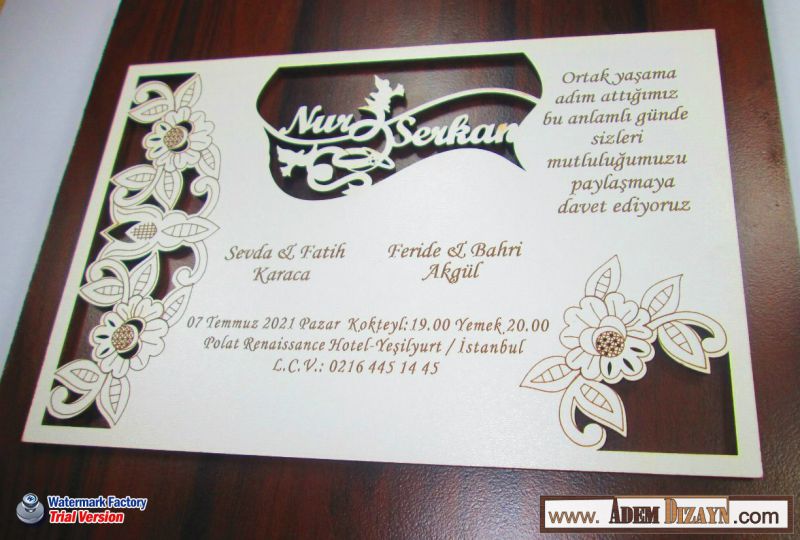 Nur & Serkan
Ortak yaşama
adım attığımız
bu anlamlı günde
sizleri
mutluluğumuzu
paylaşmaya
davet ediyoruz
Sevda & Fatih
Karaca
Feride & Bahri
Akgül
07 Temmuz 2021 Pazar Kokteyl:19.00 Yemek 20.00
Polat Renaissance Hotel-Yeşilyurt / İstanbul
L.C.V.: 0216 445 14 45
Watermark Factory
Trial Version
www. ADEM DIZAYN.com